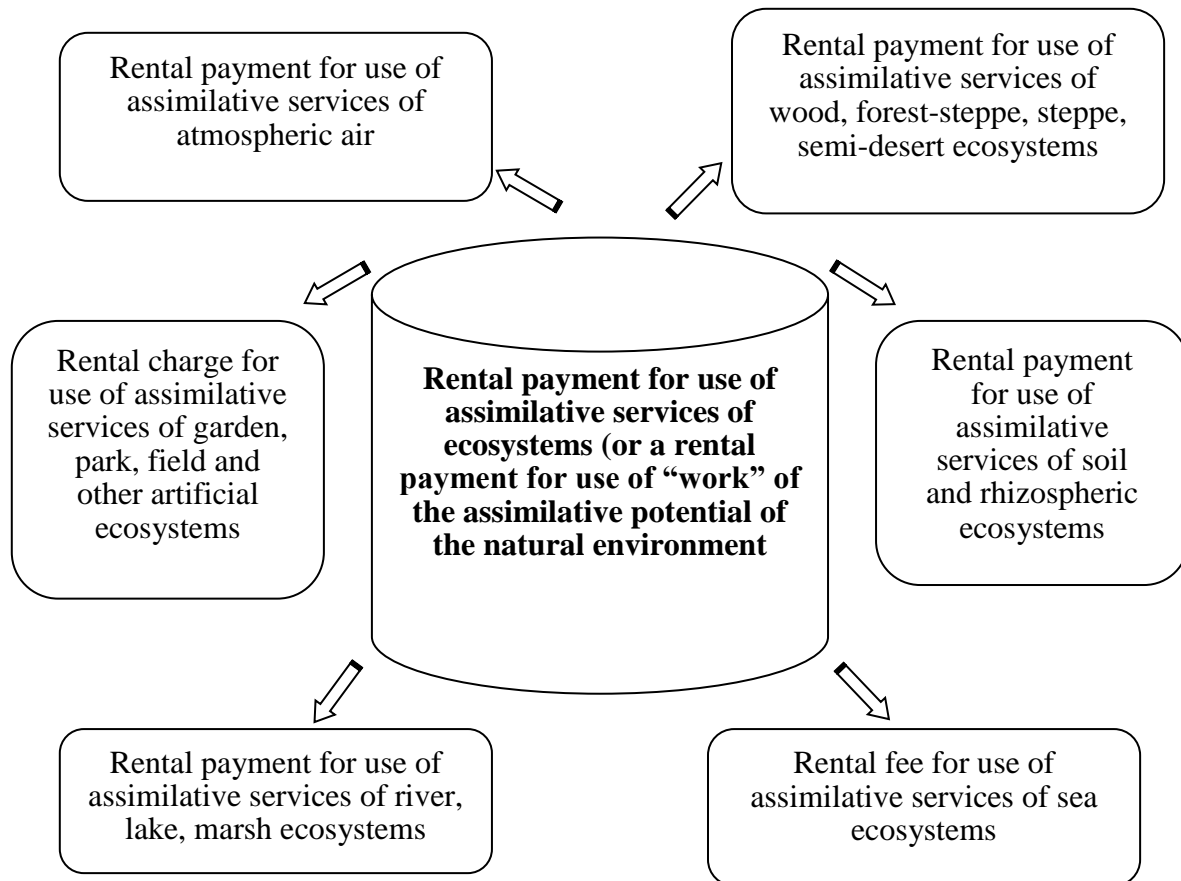 Rental payment for use of
assimilative services of
atmospheric air
Rental payment for use of
assimilative services of
wood, forest-steppe, steppe,
semi-desert ecosystems
Rental charge for
use of assimilative
services of garden,
park, field and
other artificial
ecosystems
Rental payment for use of
assimilative services of
ecosystems (or a rental
payment for use of “work” of
the assimilative potential of
the natural environment
Rental payment
for use of
assimilative
services of soil
and rhizospheric
ecosystems
Rental payment for use of
assimilative services of river,
lake, marsh ecosystems
Rental fee for use of
assimilative services of sea
ecosystems